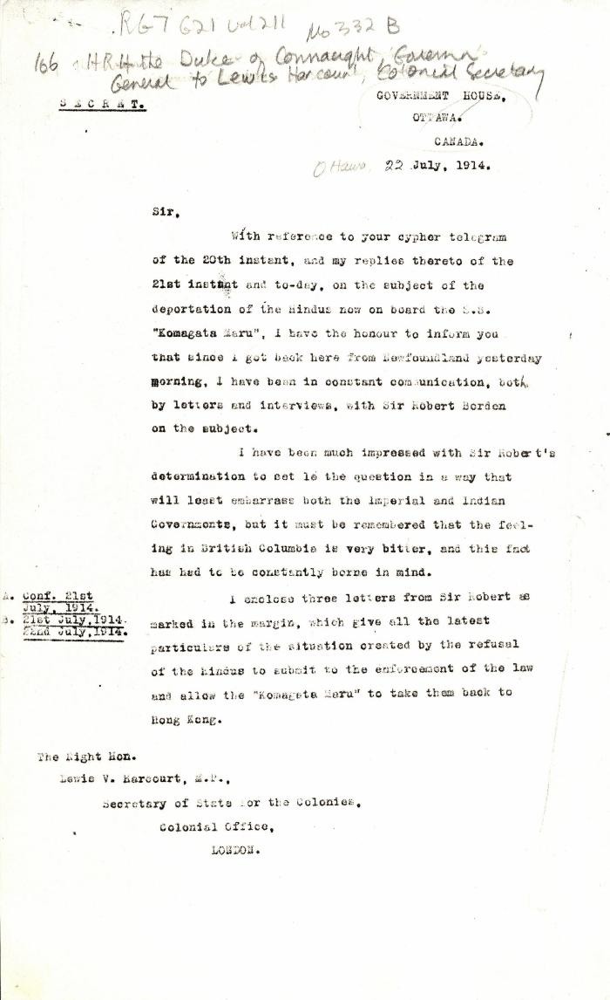 RG7 G21 vol 211 No 332 B
166 HRH the Duke of Connaught Governor
General to Lewis Harcourt, Colonial Secretary
SECRET.
GOVERNMENT HOUSE,
OTTAWA.
CANADA.
Ottawa 22 July, 1914.
Sir,
With reference to your cypher telegram
of the 20th instant, and my replies thereto of the
21st instant and to-day, on the subject of the
deportation of the Hindus now on board the S.S.
"Komagata Maru", I have the honour to inform you
that since I got back here from Newfoundland yesterday
morning, I have been in constant communication, both,
by letters and interviews, with Sir Robert Borden
on the subject.
I have been much impressed with Sir Robert's
determination to set le the question in a way that
will least embarrass both the Imperial and Indian
Governments, but it must be remembered that the feel-
ing in British Columbia is very bitter, and this fact
has had to be constantly borne in mind.
A. Conf. 21st
July, 1914.
B. 21st July,1914.
22nd July,1914.
I enclose three letters from Sir Robert as
marked in the margin, which give all the latest
particulars of the situation created by the refusal
of the Hindus to submit to the enforcement of the law
and allow the "Komagata Maru" to take them back to
Hong Kong.
The Right Hon.
Lewis V. Harcourt, M.P.,
Secretary of State for the Colonies,
Colonial Office,
LONDON.